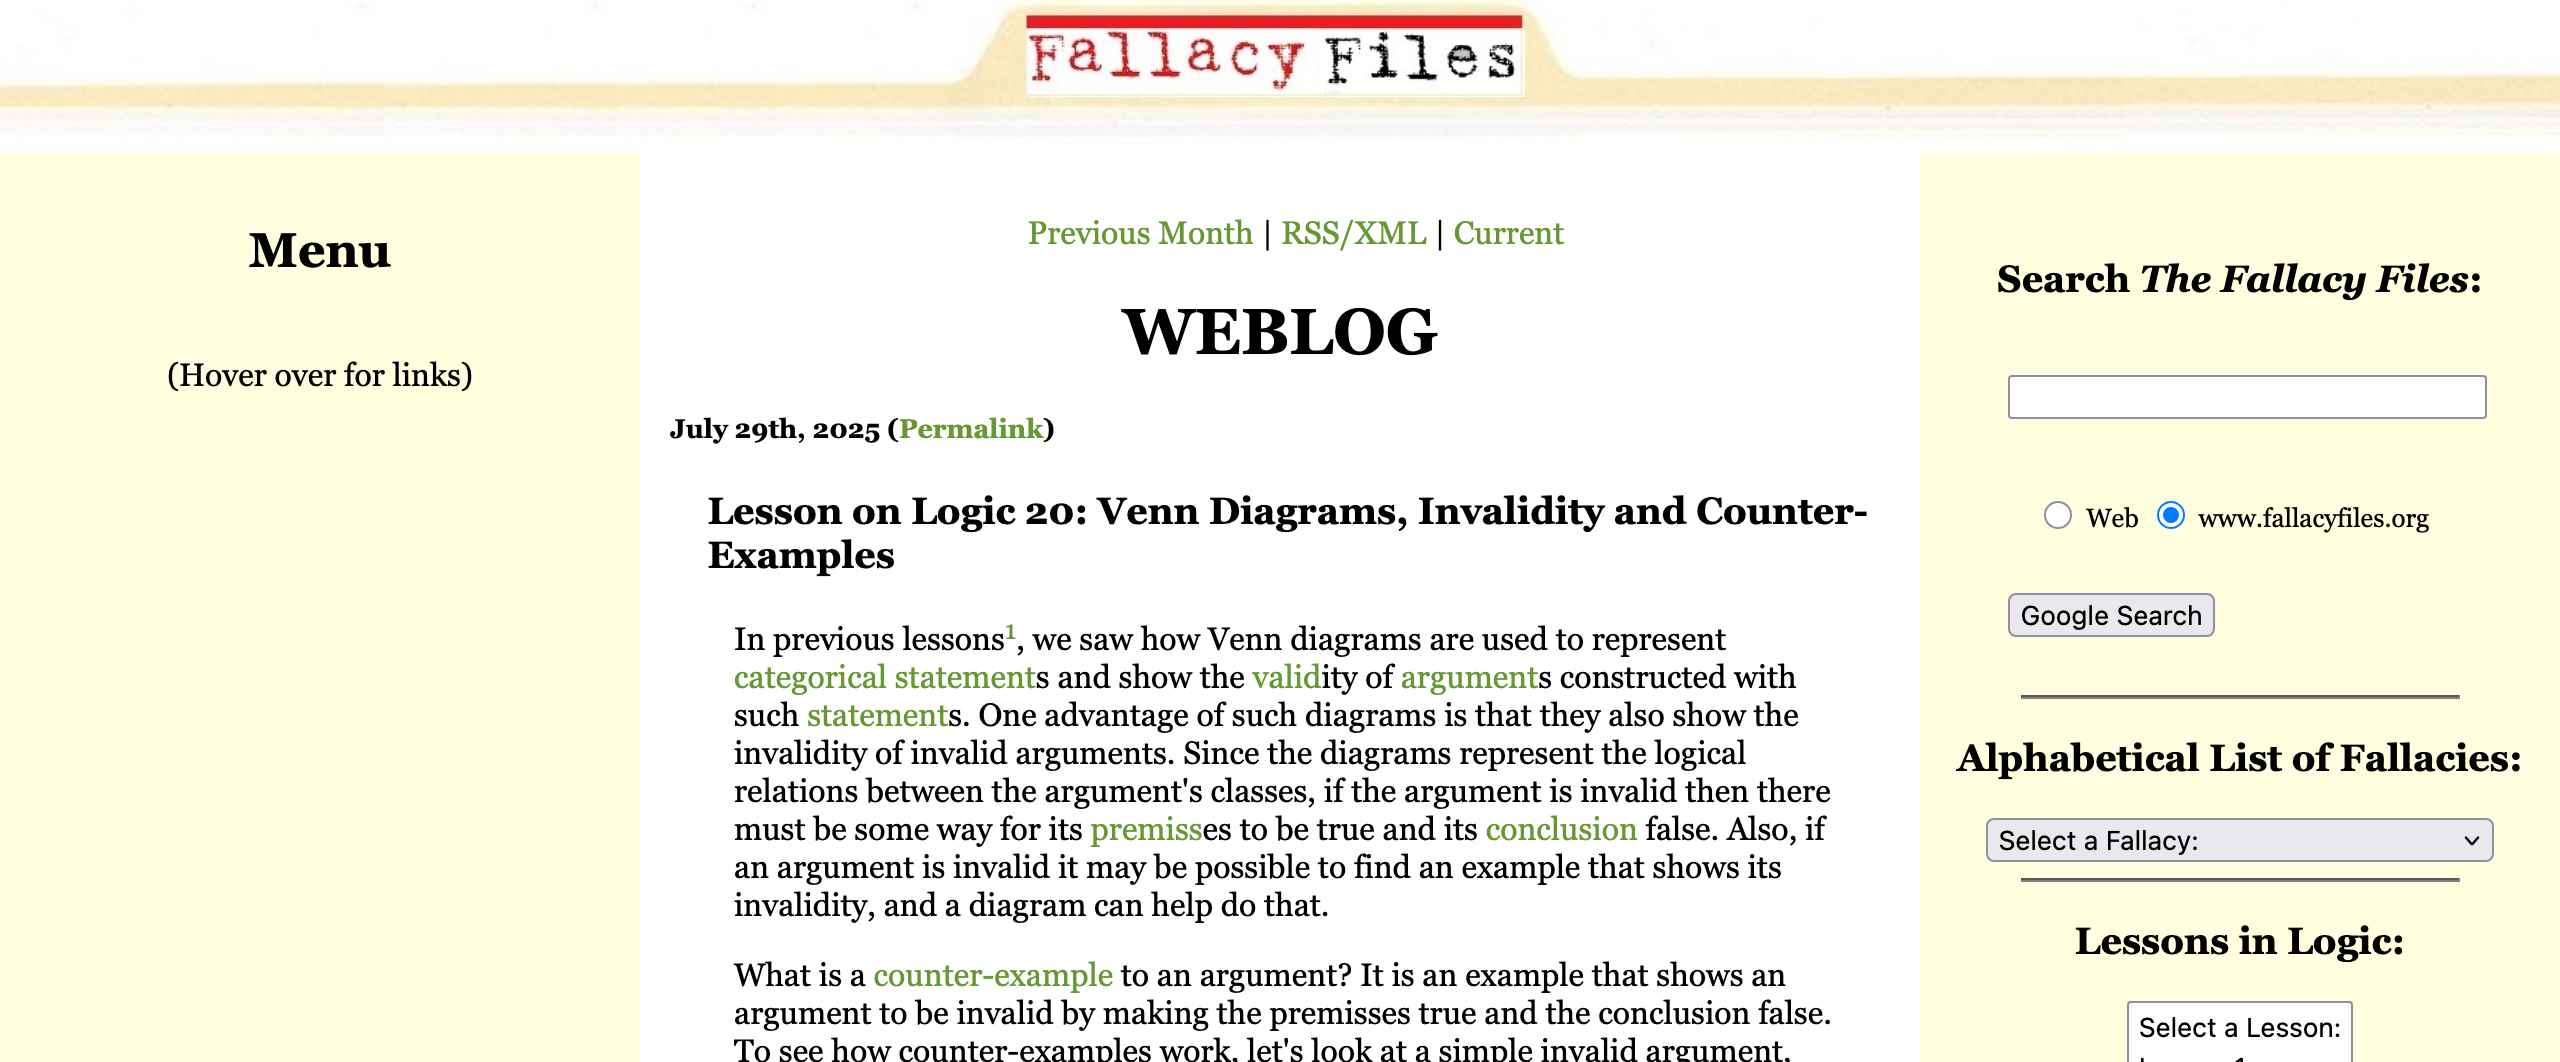 Fallacy Files
Menu
(Hover over for links)
Previous Month | RSS/XML | Current
WEBLOG
July 29th, 2025 (Permalink)
Lesson on Logic 20: Venn Diagrams, Invalidity and Counter-
Examples
In previous lessons1, we saw how Venn diagrams are used to represent
categorical statements and show the validity of arguments constructed with
such statements. One advantage of such diagrams is that they also show the
invalidity of invalid arguments. Since the diagrams represent the logical
relations between the argument's classes, if the argument is invalid then there
must be some way for its premisses to be true and its conclusion false. Also, if
an argument is invalid it may be possible to find an example that shows its
invalidity, and a diagram can help do that.
What is a counter-example to an argument? It is an example that shows an
argument to be invalid by making the premisses true and the conclusion false.
To see how counter-examples work, let's look at a simple invalid argument,
Search The Fallacy Files:
Web www.fallacyfiles.org
Google Search
Alphabetical List of Fallacies:
Select a Fallacy:
Lessons in Logic:
Select a Lesson: